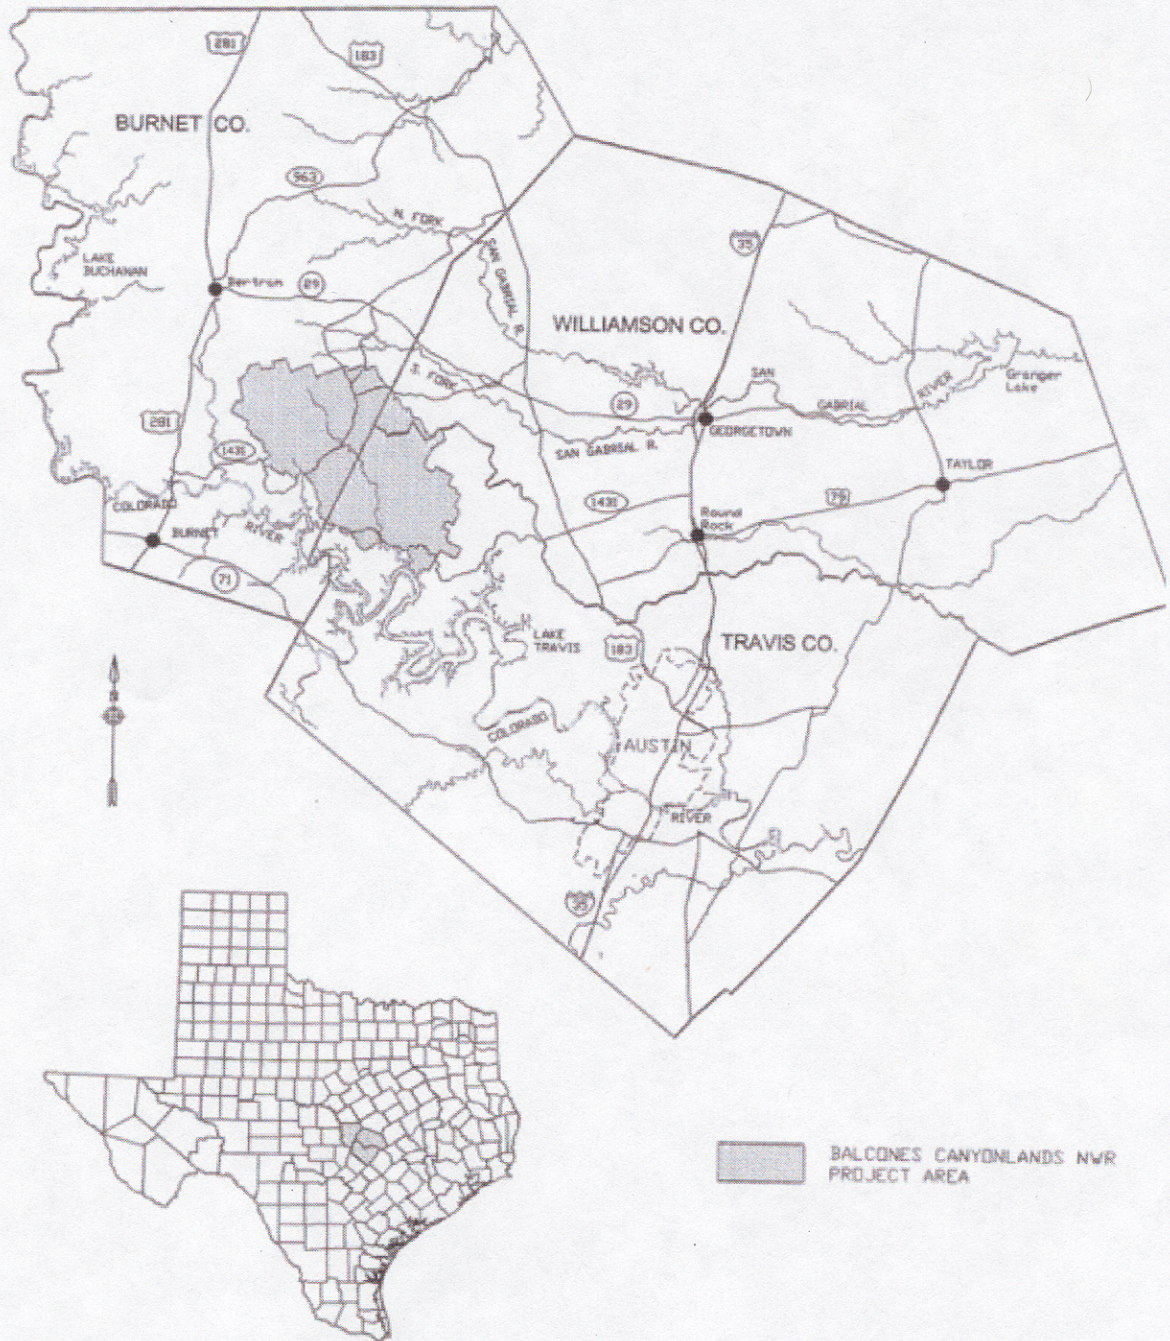 281
183
BURNET CO.
963
N. FORK
35
LAKE
BUCHANAN
SAN GABRIAL R.
Bertron
29
WILLIAMSON CO.
S. FORK
SAN
GABRIAL
RIVER
Granger
Lake
29
GEORGETOWN
281
1431
SAN GABRIAL R.
TAYLOR
COLORADO
RIVER
1431
79
Round
Rock
BURNET
71
LAKE
TRAVIS
183
TRAVIS CO.
N
COLORADO
AUSTIN
RIVER
35
BALCONES CANYONLANDS NWR
PROJECT AREA